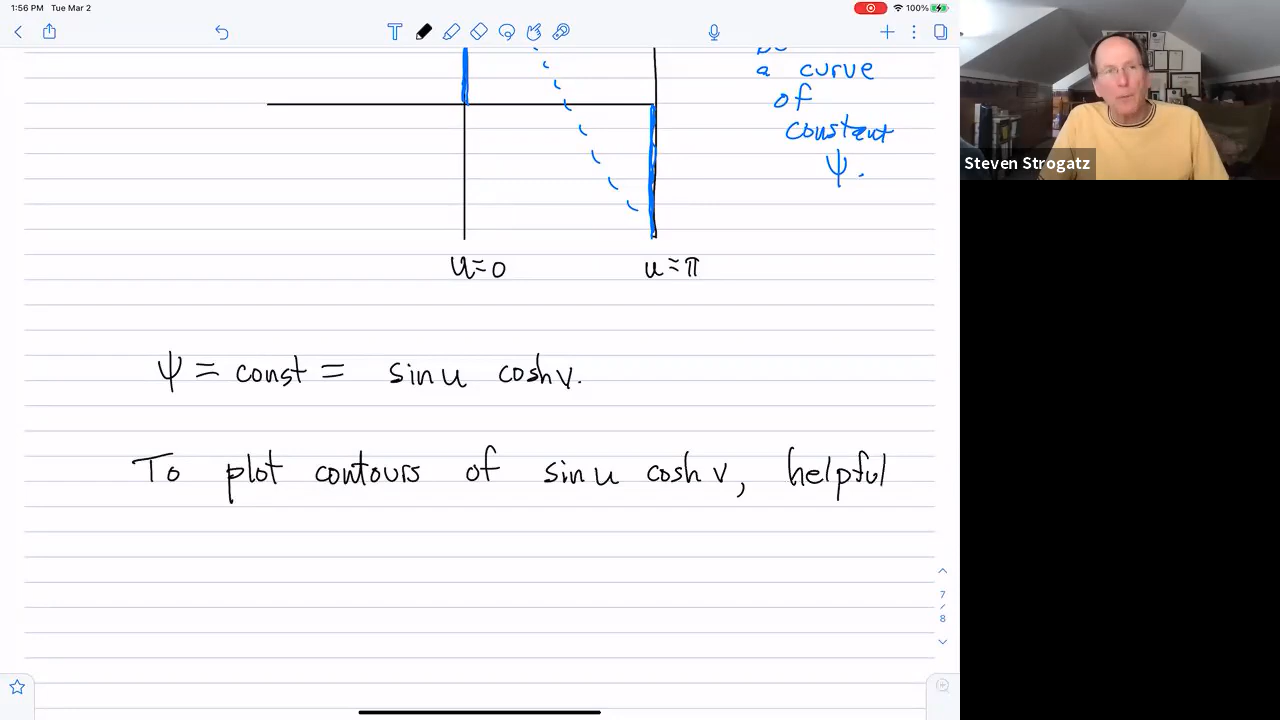 1:56 PM Tue Mar 2
100%
a curve
of
constant
ψ.
u=0
u=π
Steven Strogatz
ψ = const = sin u cosh v.
To plot contours of sin u cosh v, helpful
7
/
8